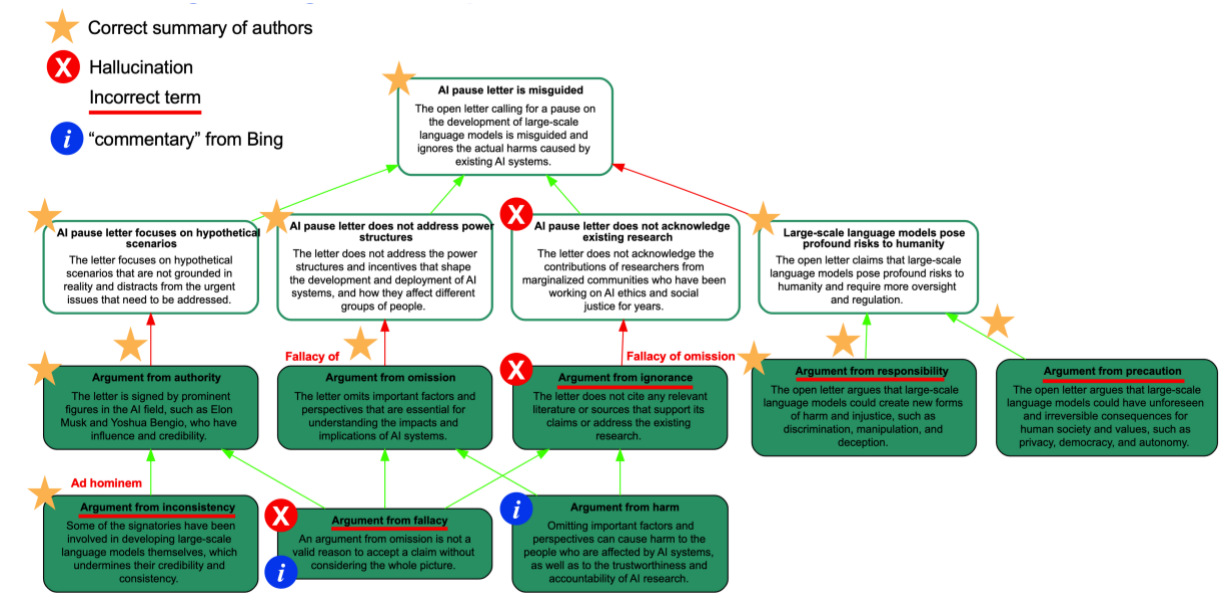 Correct summary of authors
X
Hallucination
Incorrect term
i
“commentary” from Bing
AI pause letter is misguided
The open letter calling for a pause on
the development of large-scale
language models is misguided and
ignores the actual harms caused by
existing AI systems.
AI pause letter focuses on hypothetical
scenarios
The letter focuses on hypothetical
scenarios that are not grounded in
reality and distracts from the urgent
issues that need to be addressed.
AI pause letter does not address power
structures
The letter does not address the power
structures and incentives that shape
the development and deployment of AI
systems, and how they affect different
groups of people.
X
AI pause letter does not acknowledge
existing research
The letter does not acknowledge the
contributions of researchers from
marginalized communities who have been
working on AI ethics and social
justice for years.
Large-scale language models pose
profound risks to humanity
The open letter claims that large-scale
language models pose profound risks to
humanity and require more oversight
and regulation.
Argument from authority
The letter is signed by prominent
figures in the AI field, such as Elon
Musk and Yoshua Bengio, who have
influence and credibility.
Fallacy of
Argument from omission
The letter omits important factors and
perspectives that are essential for
understanding the impacts and
implications of AI systems.
Fallacy of omission
X
Argument from ignorance
The letter does not cite any relevant
literature or sources that support its
claims or address the existing
research.
Argument from responsibility
The open letter argues that large-scale
language models could create new forms
of harm and injustice, such as
discrimination, manipulation, and
deception.
Argument from precaution
The open letter argues that large-scale
language models could have unforeseen
and irreversible consequences for
human society and values, such as
privacy, democracy, and autonomy.
Ad hominem
Argument from inconsistency
Some of the signatories have been
involved in developing large-scale
language models themselves, which
undermines their credibility and
consistency.
X
Argument from fallacy
An argument from omission is not a
valid reason to accept a claim without
considering the whole picture.
i
i
Argument from harm
Omitting important factors and
perspectives can cause harm to the
people who are affected by AI systems,
as well as to the trustworthiness and
accountability of AI research.